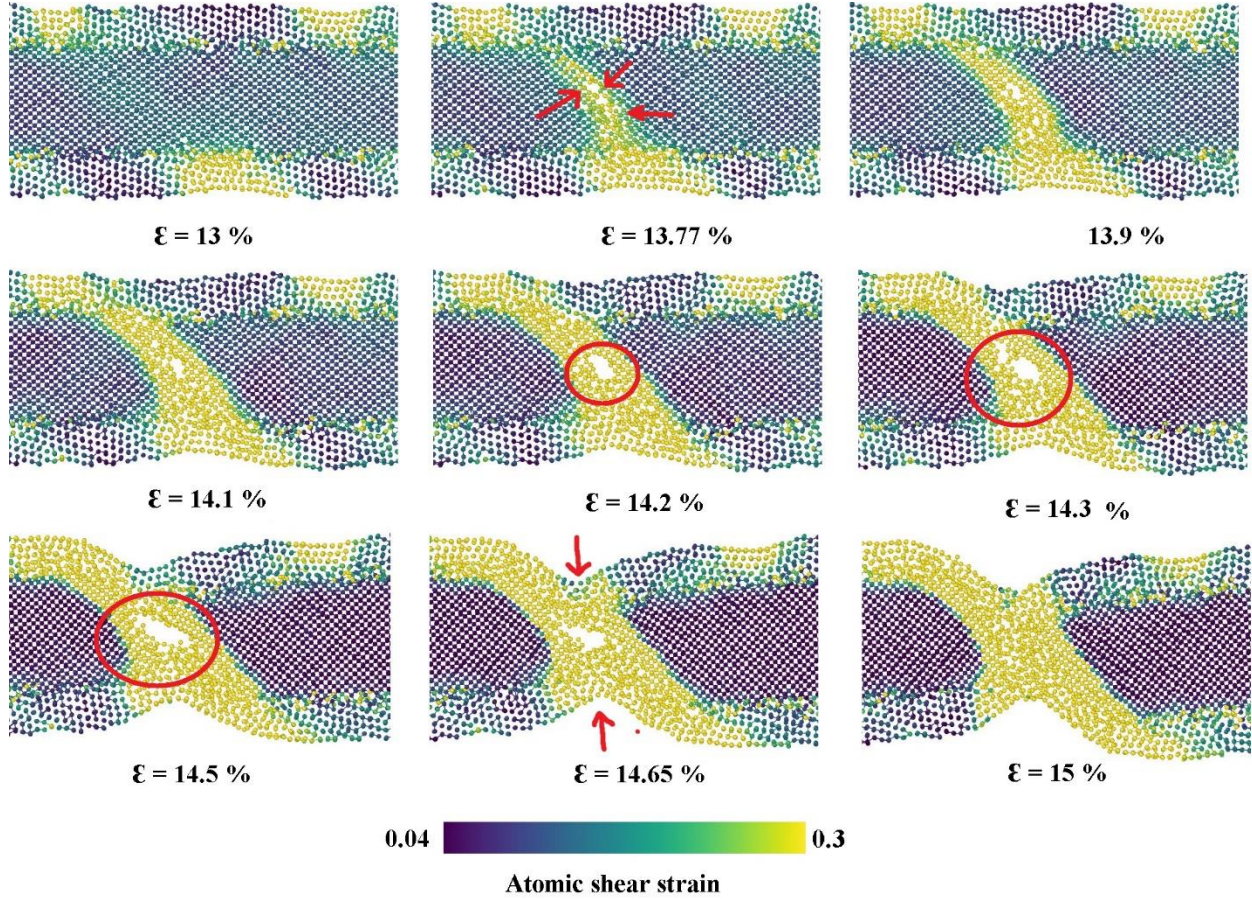 ε = 13 %
ε = 13.77 %
13.9 %
ε = 14.1 %
ε = 14.2 %
ε = 14.3 %
ε = 14.5 %
ε = 14.65 %
ε = 15 %
0.04
0.3
Atomic shear strain